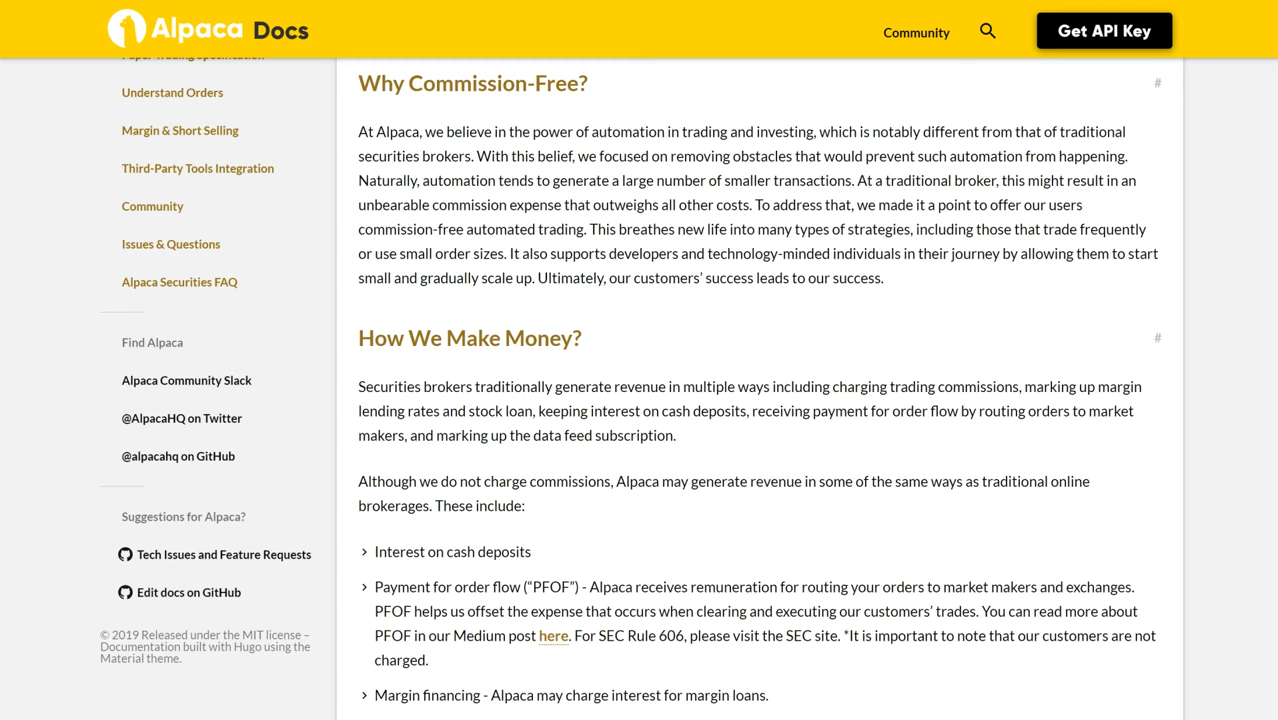 Alpaca Docs
Community
Get API Key
Paper Trading Specification
Understand Orders
Margin & Short Selling
Third-Party Tools Integration
Community
Issues & Questions
Alpaca Securities FAQ
Find Alpaca
Alpaca Community Slack
@AlpacaHQ on Twitter
@alpacahq on GitHub
Suggestions for Alpaca?
Tech Issues and Feature Requests
Edit docs on GitHub
© 2019 Released under the MIT license –
Documentation built with Hugo using the
Material theme.
Why Commission-Free?
#
At Alpaca, we believe in the power of automation in trading and investing, which is notably different from that of traditional
securities brokers. With this belief, we focused on removing obstacles that would prevent such automation from happening.
Naturally, automation tends to generate a large number of smaller transactions. At a traditional broker, this might result in an
unbearable commission expense that outweighs all other costs. To address that, we made it a point to offer our users
commission-free automated trading. This breathes new life into many types of strategies, including those that trade frequently
or use small order sizes. It also supports developers and technology-minded individuals in their journey by allowing them to start
small and gradually scale up. Ultimately, our customers’ success leads to our success.
How We Make Money?
#
Securities brokers traditionally generate revenue in multiple ways including charging trading commissions, marking up margin
lending rates and stock loan, keeping interest on cash deposits, receiving payment for order flow by routing orders to market
makers, and marking up the data feed subscription.
Although we do not charge commissions, Alpaca may generate revenue in some of the same ways as traditional online
brokerages. These include:
Interest on cash deposits
Payment for order flow (“PFOF”) - Alpaca receives remuneration for routing your orders to market makers and exchanges.
PFOF helps us offset the expense that occurs when clearing and executing our customers’ trades. You can read more about
PFOF in our Medium post here. For SEC Rule 606, please visit the SEC site. *It is important to note that our customers are not
charged.
Margin financing - Alpaca may charge interest for margin loans.